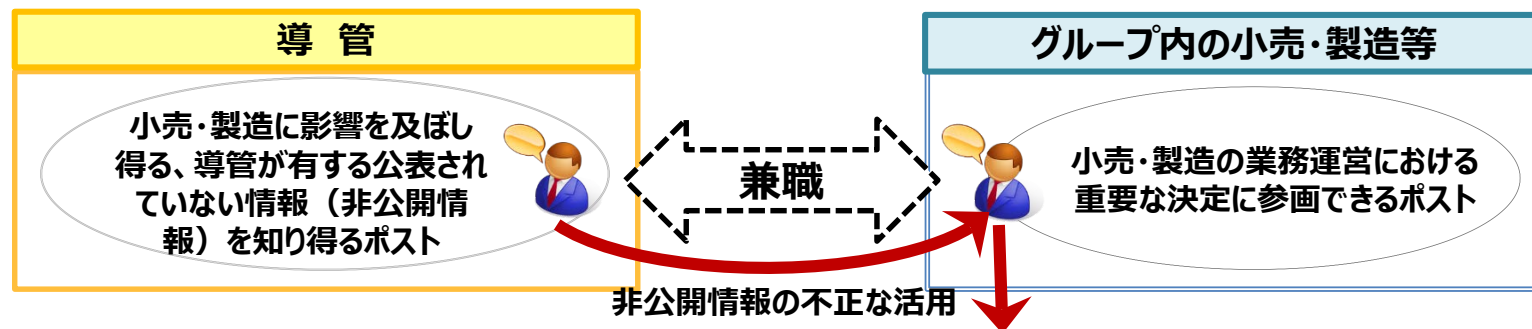 導 管
小売・製造に影響を及ぼし
得る、導管が有する公表され
ていない情報（非公開情
報）を知り得るポスト
兼職
グループ内の小売・製造等
小売・製造の業務運営における
重要な決定に参画できるポスト
非公開情報の不正な活用